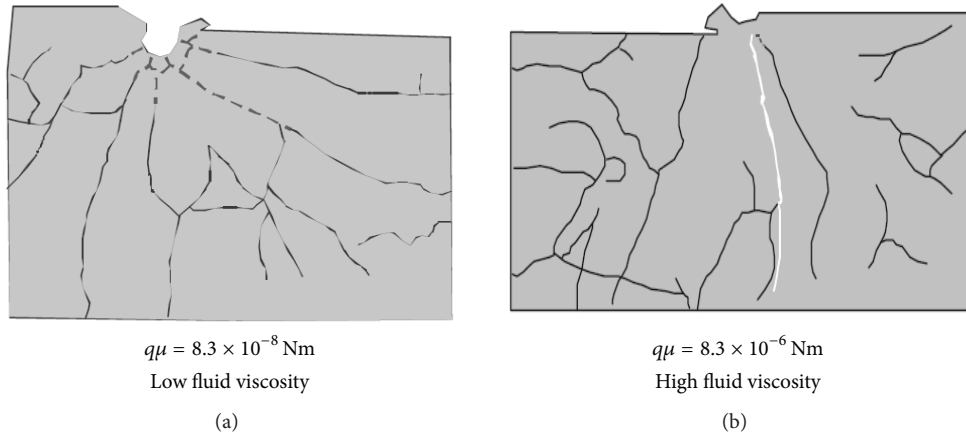 qμ = 8.3 × 10⁻⁸ Nm
Low fluid viscosity
(a)
qμ = 8.3 × 10⁻⁶ Nm
High fluid viscosity
(b)